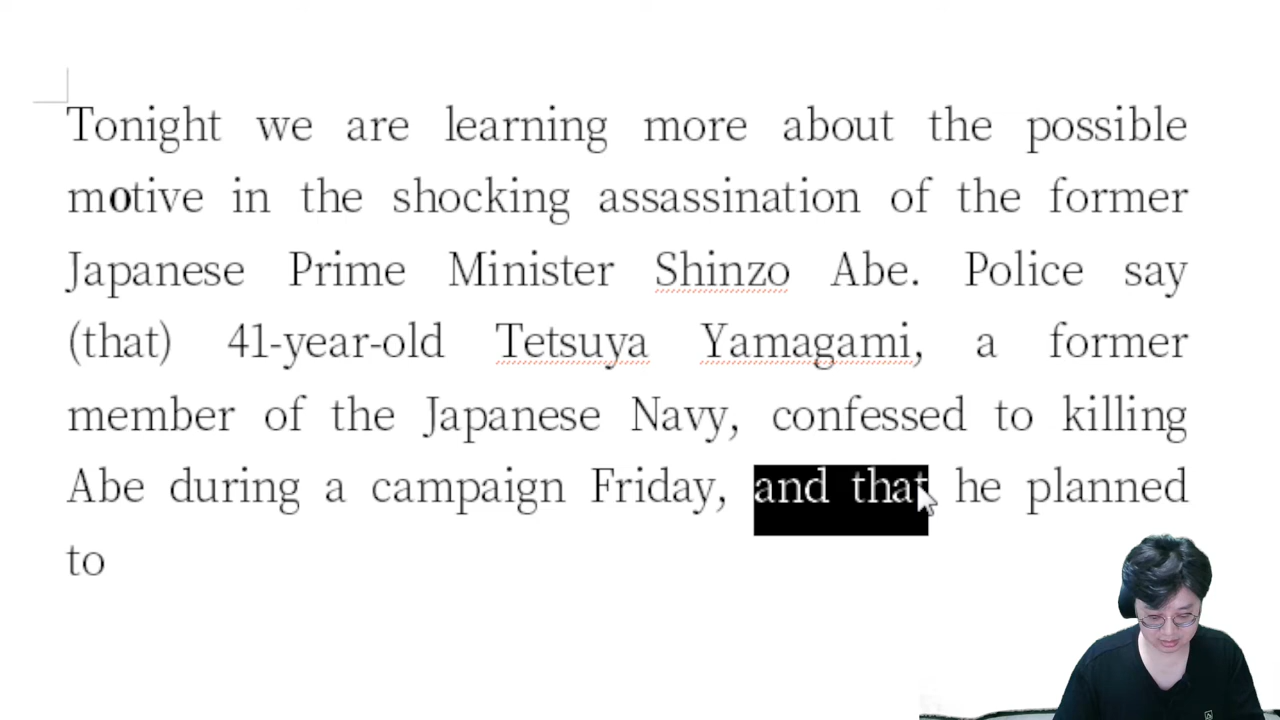 Tonight we are learning more about the possible
motive in the shocking assassination of the former
Japanese Prime Minister Shinzo Abe. Police say
(that) 41-year-old Tetsuya Yamagami, a former
member of the Japanese Navy, confessed to killing
Abe during a campaign Friday, and that he planned
to